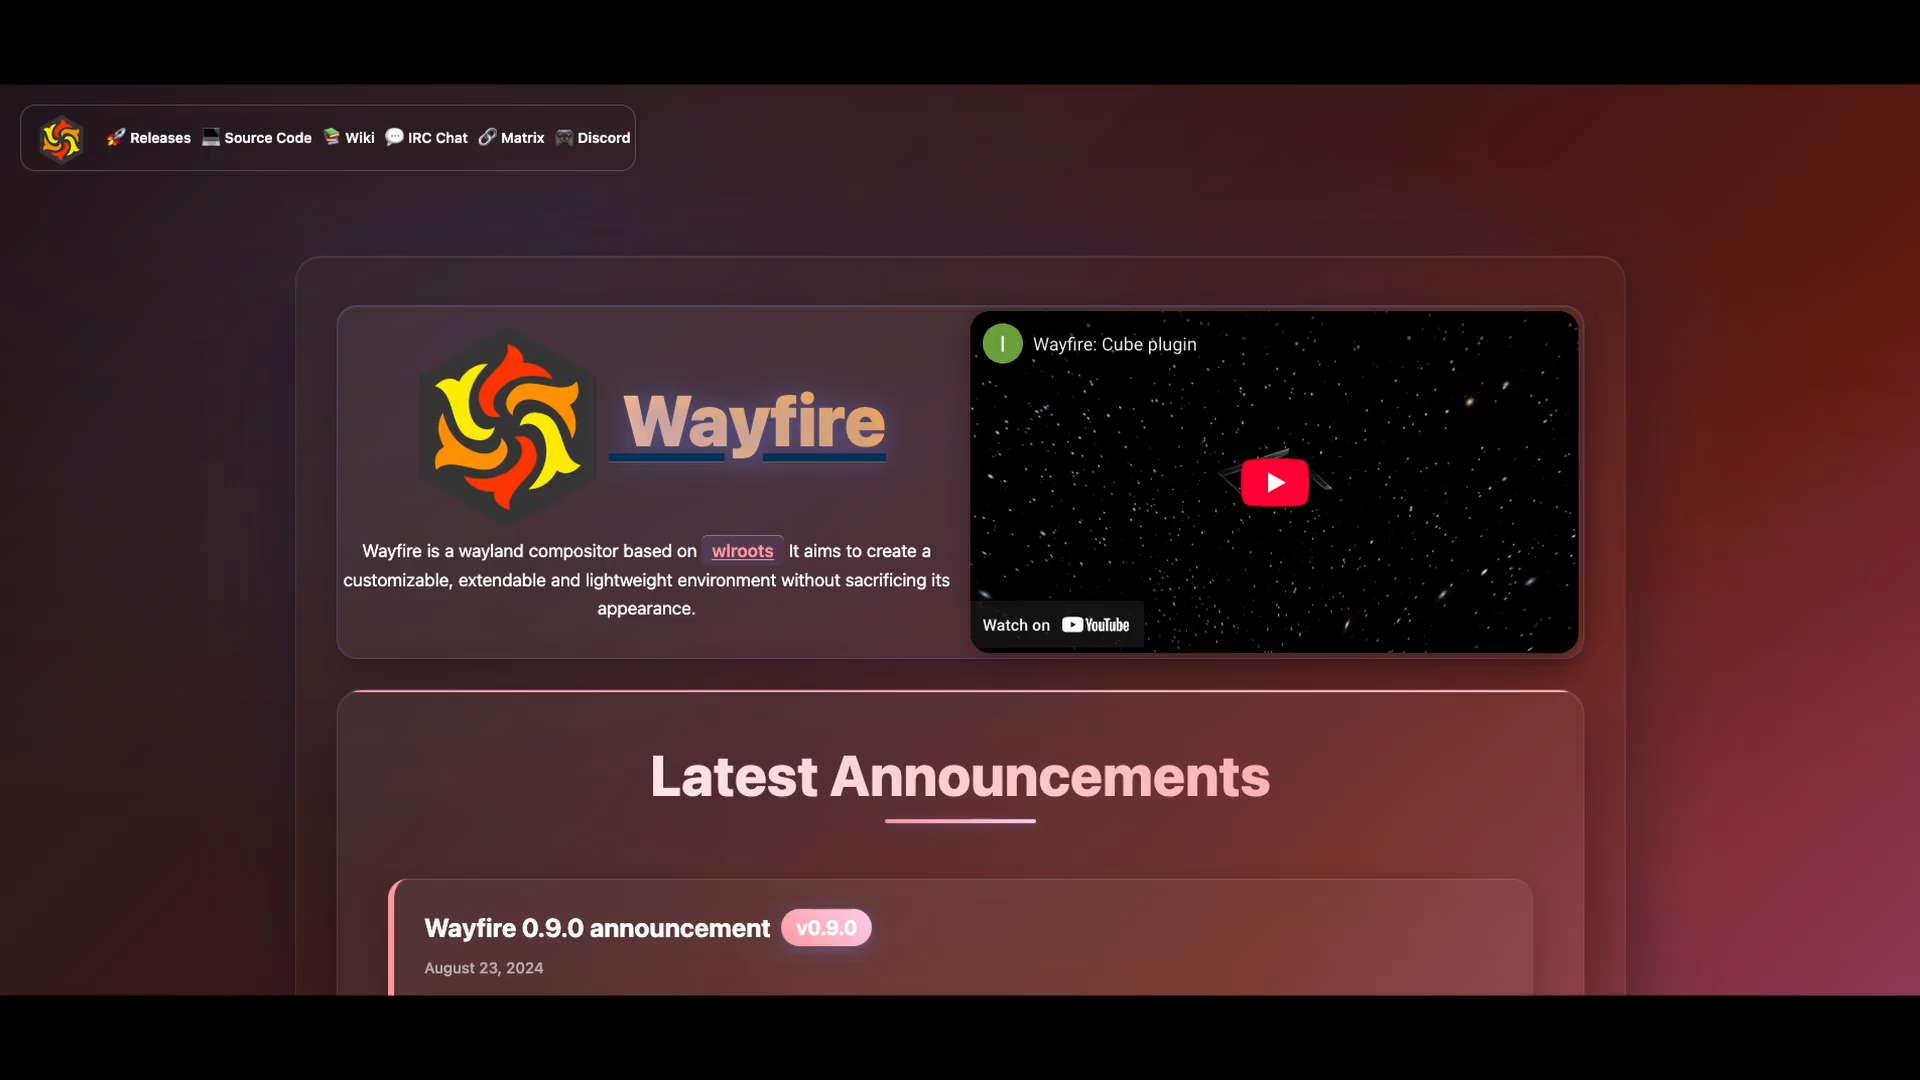 🚀 Releases 💻 Source Code 📚 Wiki 💬 IRC Chat 🔗 Matrix 🎮 Discord
Wayfire
Wayfire is a wayland compositor based on wlroots It aims to create a
customizable, extendable and lightweight environment without sacrificing its
appearance.
I Wayfire: Cube plugin
Watch on YouTube
Latest Announcements
Wayfire 0.9.0 announcement v0.9.0
August 23, 2024